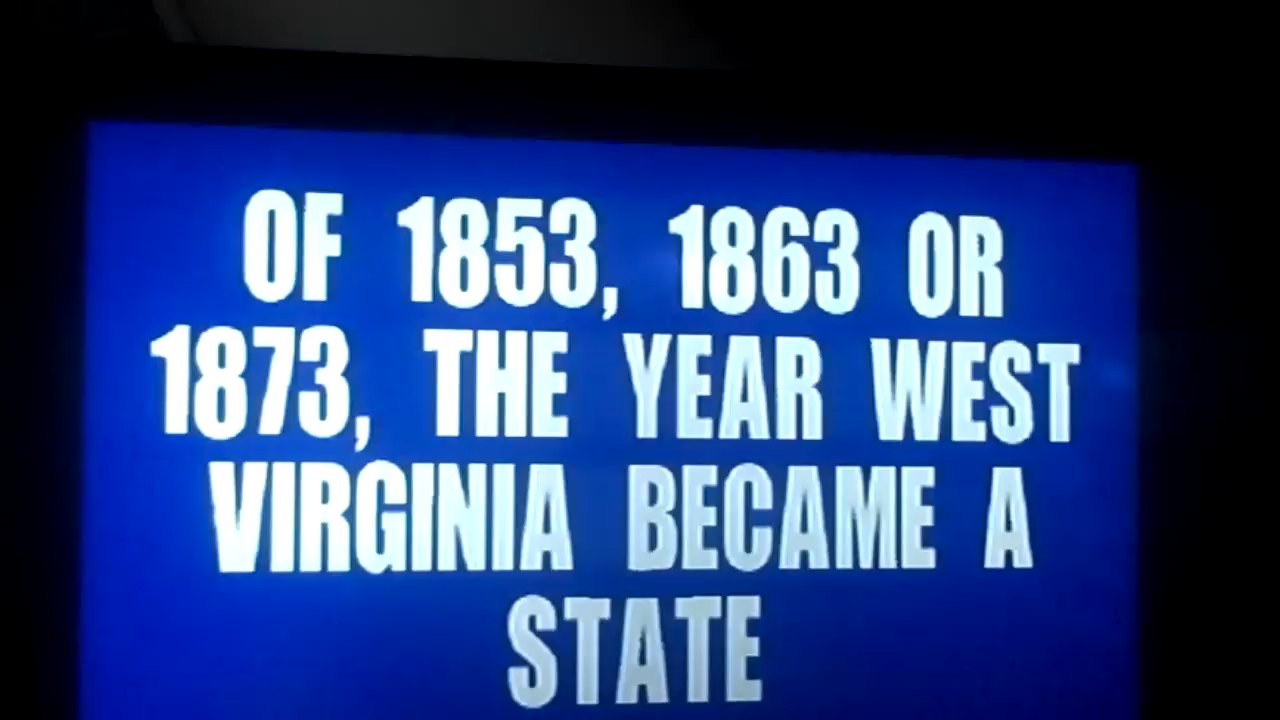 OF 1853, 1863 OR
1873, THE YEAR WEST
VIRGINIA BECAME A
STATE